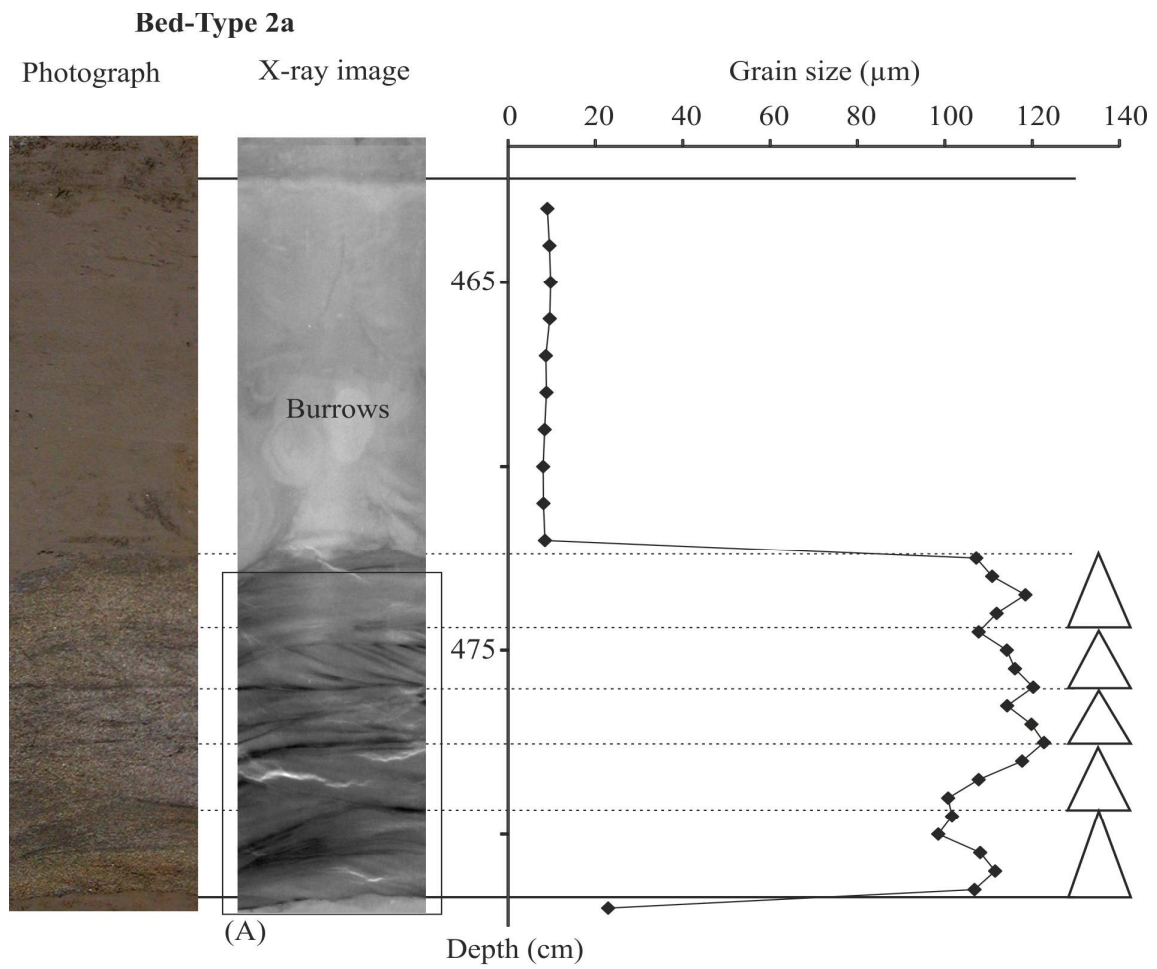 Bed-Type 2a
Photograph
X-ray image
Grain size (µm)
0 20 40 60 80 100 120 140
465
Burrows
475
(A)
Depth (cm)